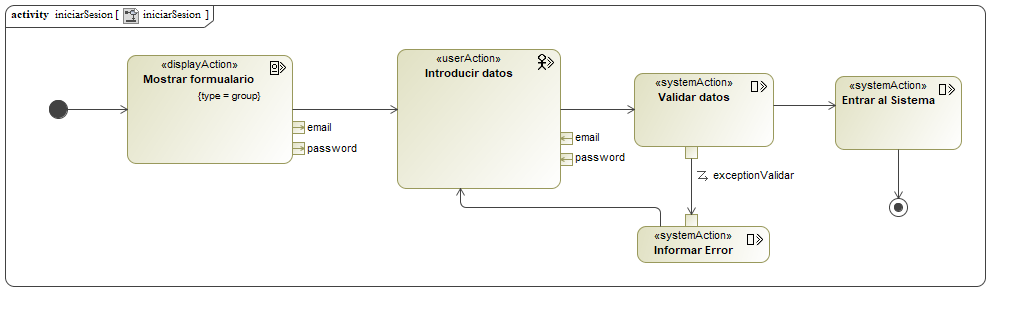 activity iniciarSesion [ iniciarSesion ]
«displayAction»
Mostrar formualario
{type = group}
email
password
«userAction»
Introducir datos
email
password
«systemAction»
Validar datos
exceptionValidar
«systemAction»
Informar Error
«systemAction»
Entrar al Sistema